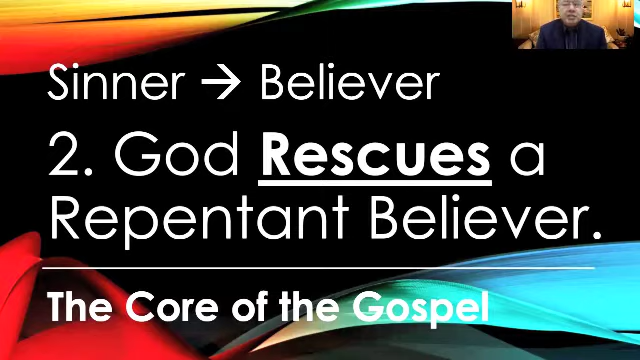 Sinner → Believer
2. God Rescues a
Repentant Believer.
The Core of the Gospel